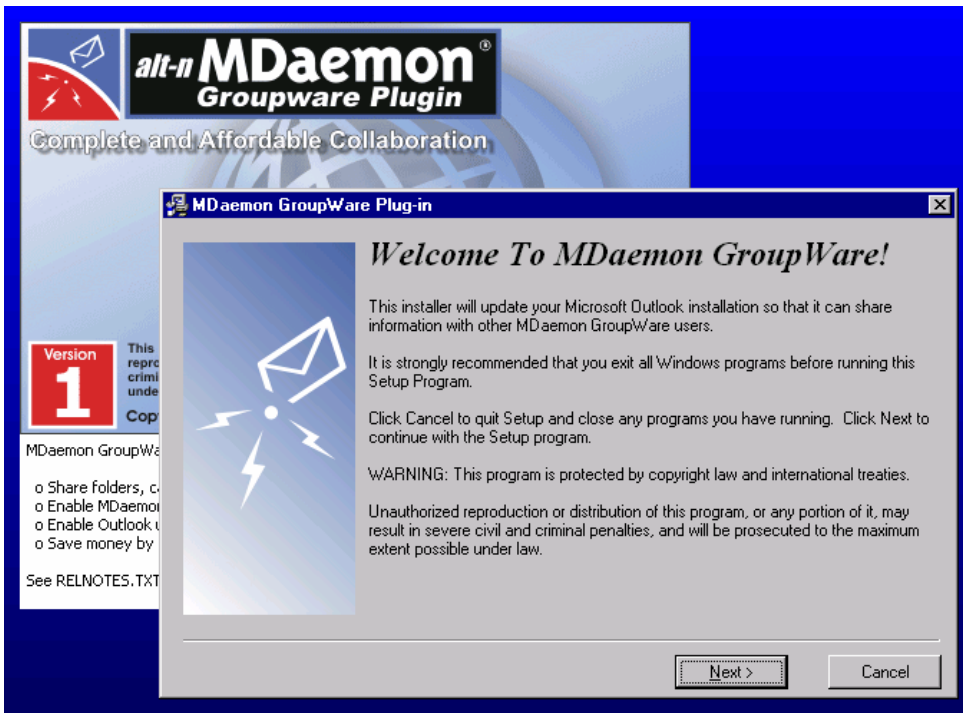 alt-n MDaemon®
Groupware Plugin
Complete and Affordable Collaboration
MDaemon GroupWare Plug-in
Welcome To MDaemon GroupWare!
This installer will update your Microsoft Outlook installation so that it can share
information with other MDaemon GroupWare users.
It is strongly recommended that you exit all Windows programs before running this
Setup Program.
Click Cancel to quit Setup and close any programs you have running. Click Next to
continue with the Setup program.
WARNING: This program is protected by copyright law and international treaties.
Unauthorized reproduction or distribution of this program, or any portion of it, may
result in severe civil and criminal penalties, and will be prosecuted to the maximum
extent possible under law.
Next >
Cancel
Version
1
This
repro
crimi
unde
Cop
MDaemon GroupWa
o Share folders, c
o Enable MDaemo
o Enable Outlook
o Save money by
See RELNOTES.TXT